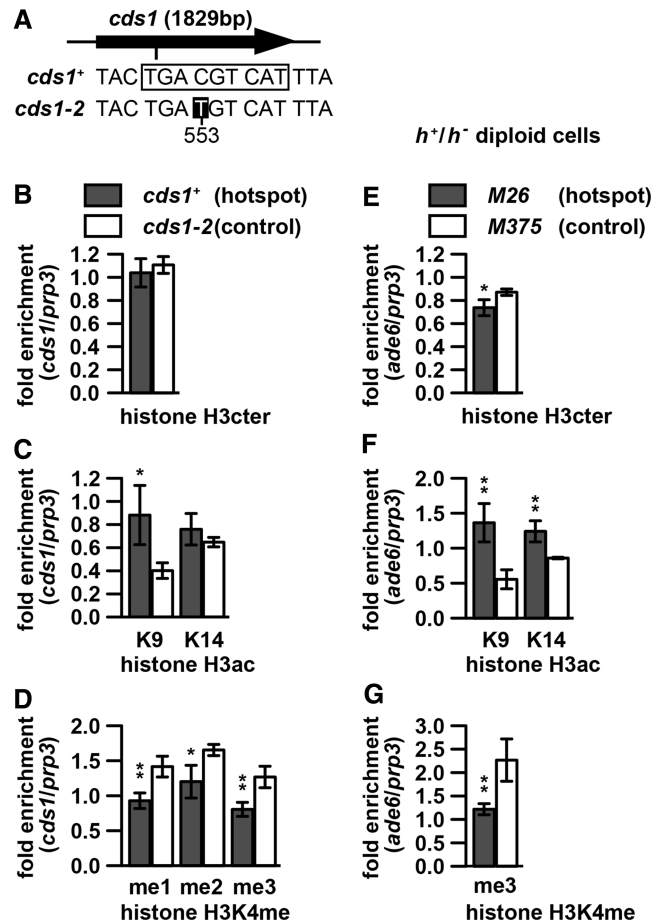 A
cds1 (1829bp)
cds1+ TAC TGA CGT CAT TTA
cds1-2 TAC TGA TGT CAT TTA
553
h+/h- diploid cells
B
cds1+ (hotspot)
cds1-2 (control)
fold enrichment
(cds1/prp3)
1.2
1.0
0.8
0.6
0.4
0.2
0.0
histone H3cter
E
M26 (hotspot)
M375 (control)
fold enrichment
(ade6/prp3)
1.2
1.0
0.8
0.6
0.4
0.2
0.0
*
histone H3cter
C
fold enrichment
(cds1/prp3)
1.2
1.0
0.8
0.6
0.4
0.2
0.0
*
K9 K14
histone H3ac
F
fold enrichment
(ade6/prp3)
2.0
1.5
1.0
0.5
0.0
** **
K9 K14
histone H3ac
D
fold enrichment
(cds1/prp3)
2.0
1.5
1.0
0.5
0.0
** * **
me1 me2 me3
histone H3K4me
G
fold enrichment
(ade6/prp3)
3.0
2.5
2.0
1.5
1.0
0.5
0.0
**
me3
histone H3K4me